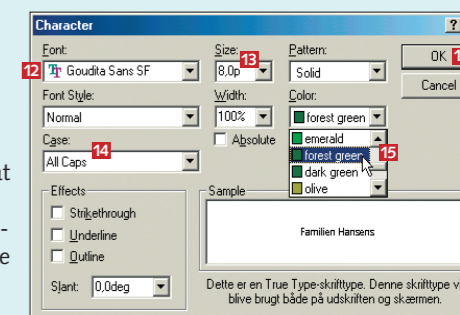 Character
?
Font: Size: Pattern:
12 Goudita Sans SF 13 8,0p Solid OK 1
Font Style: Width: Color: Cancel
Normal 100% forest green
Case: Absolute emerald
14 forest green 15
All Caps dark green
olive
Effects Sample
Strikethrough
Underline Familien Hansens
Outline
Slant: 0,0deg Dette er en True Type-skrifttype. Denne skrifttype v
blive brugt både på udskriften og skærmen.
at
-
e